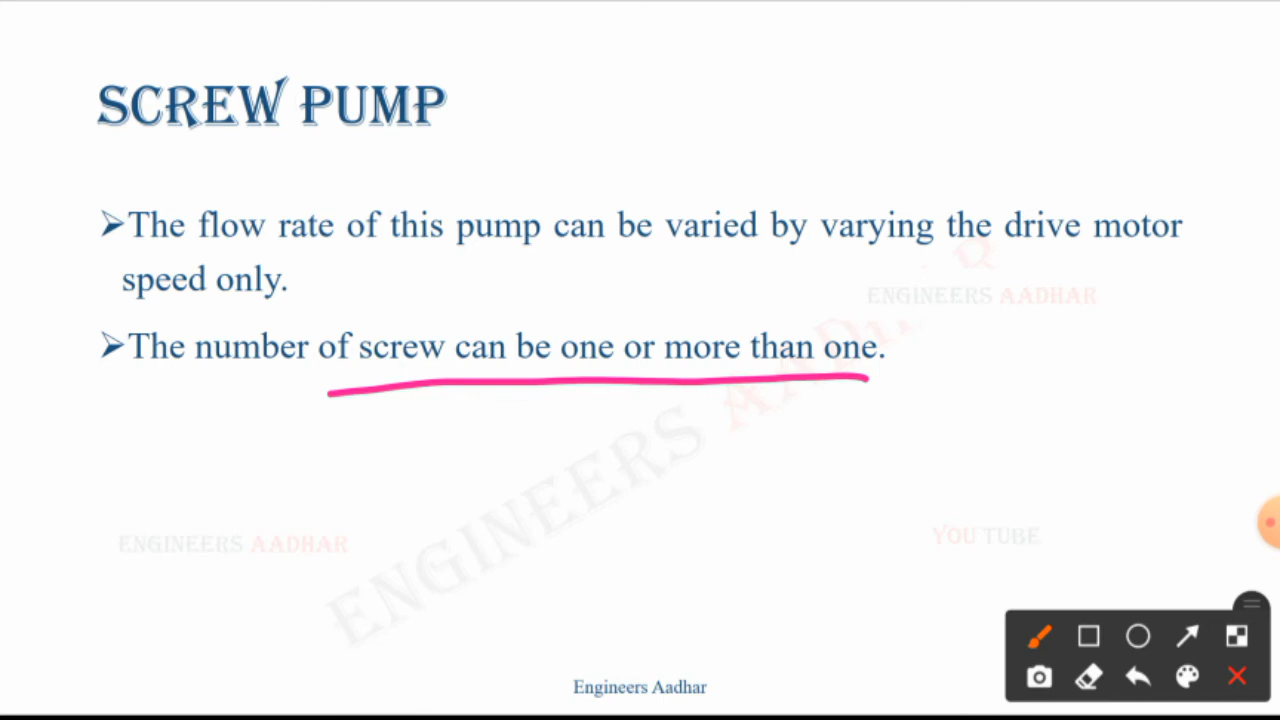 SCREW PUMP
➢The flow rate of this pump can be varied by varying the drive motor
speed only.
ENGINEERS AADHAR
➢The number of screw can be one or more than one.
ENGINEERS AADHAR
ENGINEERS AADHAR
YOU TUBE
Engineers Aadhar